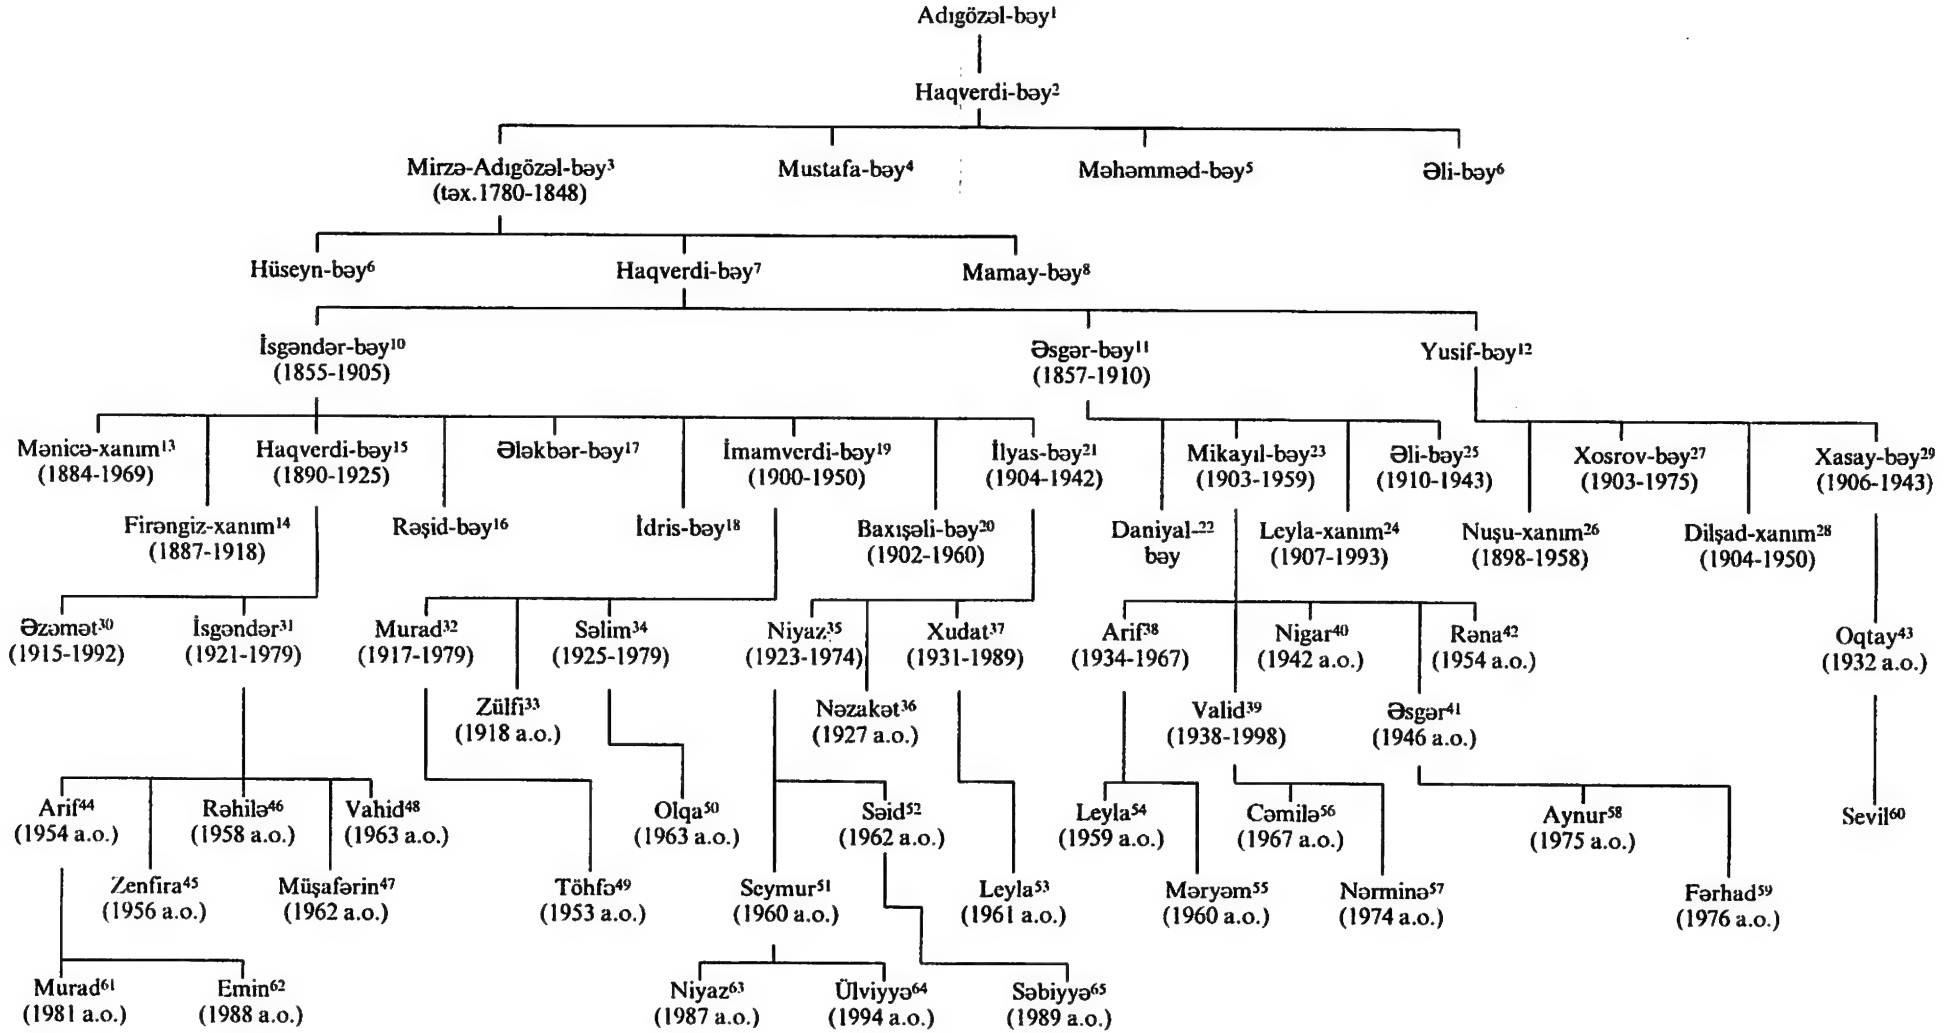 Adıgözəl-bəy¹
Haqverdi-bəy²
Mirzə-Adıgözəl-bəy³ Mustafa-bəy⁴ Məhəmməd-bəy⁵ Əli-bəy⁶
(təx.1780-1848)
Hüseyn-bəy⁶ Haqverdi-bəy⁷ Mamay-bəy⁸
İsgəndər-bəy¹⁰ Əsgər-bəy¹¹ Yusif-bəy¹²
(1855-1905) (1857-1910)
Mənicə-xanım¹³ Haqverdi-bəy¹⁵ Ələkbər-bəy¹⁷ İmamverdi-bəy¹⁹ İlyas-bəy²¹ Mikayıl-bəy²³ Əli-bəy²⁵ Xosrov-bəy²⁷ Xasay-bəy²⁹
(1884-1969) (1890-1925) (1900-1950) (1904-1942) (1903-1959) (1910-1943) (1903-1975) (1906-1943)
Firəngiz-xanım¹⁴ Rəşid-bəy¹⁶ İdris-bəy¹⁸ Baxışəli-bəy²⁰ Daniyal-²² Leyla-xanım²⁴ Nuşu-xanım²⁶ Dilşad-xanım²⁸
(1887-1918) (1902-1960) bəy (1907-1993) (1898-1958) (1904-1950)
Əzəmət³⁰ İsgəndər³¹ Murad³² Səlim³⁴ Niyaz³⁵ Xudat³⁷ Arif³⁸ Nigar⁴⁰ Rəna⁴² Oqtay⁴³
(1915-1992) (1921-1979) (1917-1979) (1925-1979) (1923-1974) (1931-1989) (1934-1967) (1942 a.o.) (1954 a.o.) (1932 a.o.)
Zülfi³³ Nəzakət³⁶ Valid³⁹ Əsgər⁴¹
(1918 a.o.) (1927 a.o.) (1938-1998) (1946 a.o.)
Arif⁴⁴ Rəhilə⁴⁶ Vahid⁴⁸ Olqa⁵⁰ Səid⁵² Leyla⁵⁴ Cəmilə⁵⁶ Aynur⁵⁸ Sevil⁶⁰
(1954 a.o.) (1958 a.o.) (1963 a.o.) (1963 a.o.) (1962 a.o.) (1959 a.o.) (1967 a.o.) (1975 a.o.)
Zenfira⁴⁵ Müşafərin⁴⁷ Töhfə⁴⁹ Seymur⁵¹ Leyla⁵³ Məryəm⁵⁵ Nərminə⁵⁷ Fərhad⁵⁹
(1956 a.o.) (1962 a.o.) (1953 a.o.) (1960 a.o.) (1961 a.o.) (1960 a.o.) (1974 a.o.) (1976 a.o.)
Murad⁶¹ Emin⁶² Niyaz⁶³ Ülviyyə⁶⁴ Səbiyyə⁶⁵
(1981 a.o.) (1988 a.o.) (1987 a.o.) (1994 a.o.) (1989 a.o.)